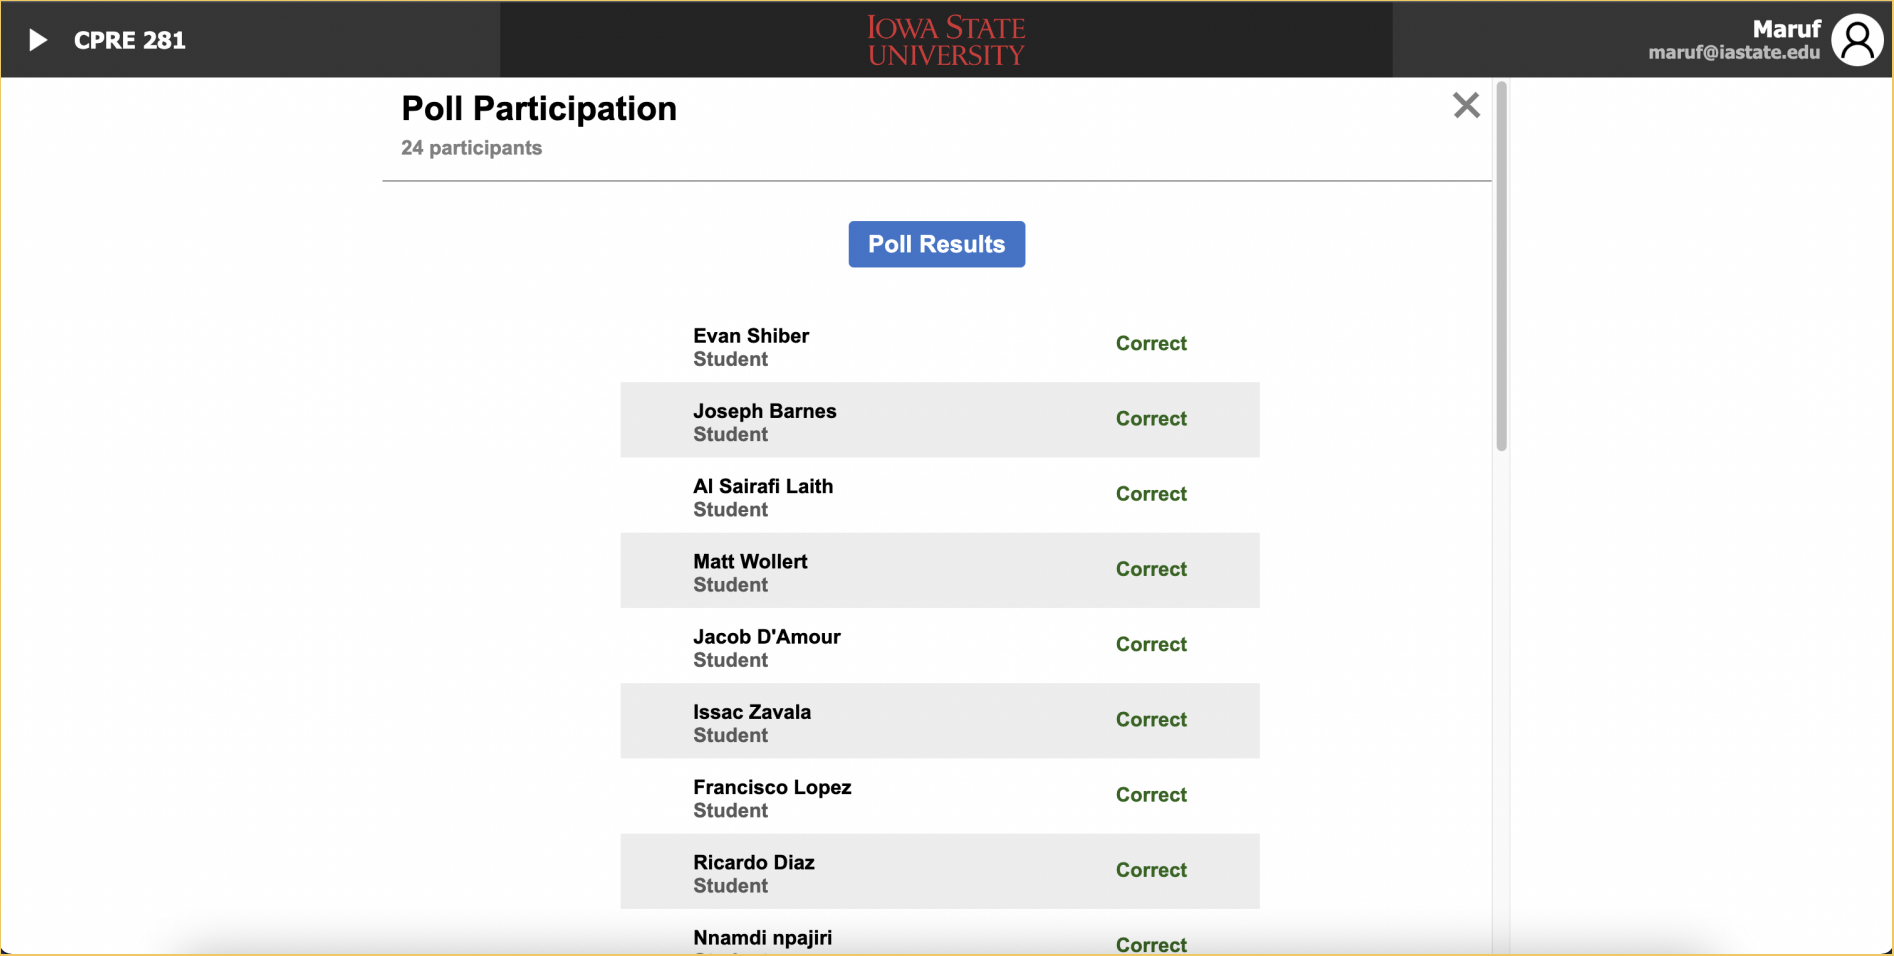 CPRE 281
IOWA STATE
UNIVERSITY
Maruf
maruf@iastate.edu
Poll Participation
24 participants
Poll Results
Evan Shiber
Student
Correct
Joseph Barnes
Student
Correct
Al Sairafi Laith
Student
Correct
Matt Wollert
Student
Correct
Jacob D'Amour
Student
Correct
Issac Zavala
Student
Correct
Francisco Lopez
Student
Correct
Ricardo Diaz
Student
Correct
Nnamdi npajiri
Correct